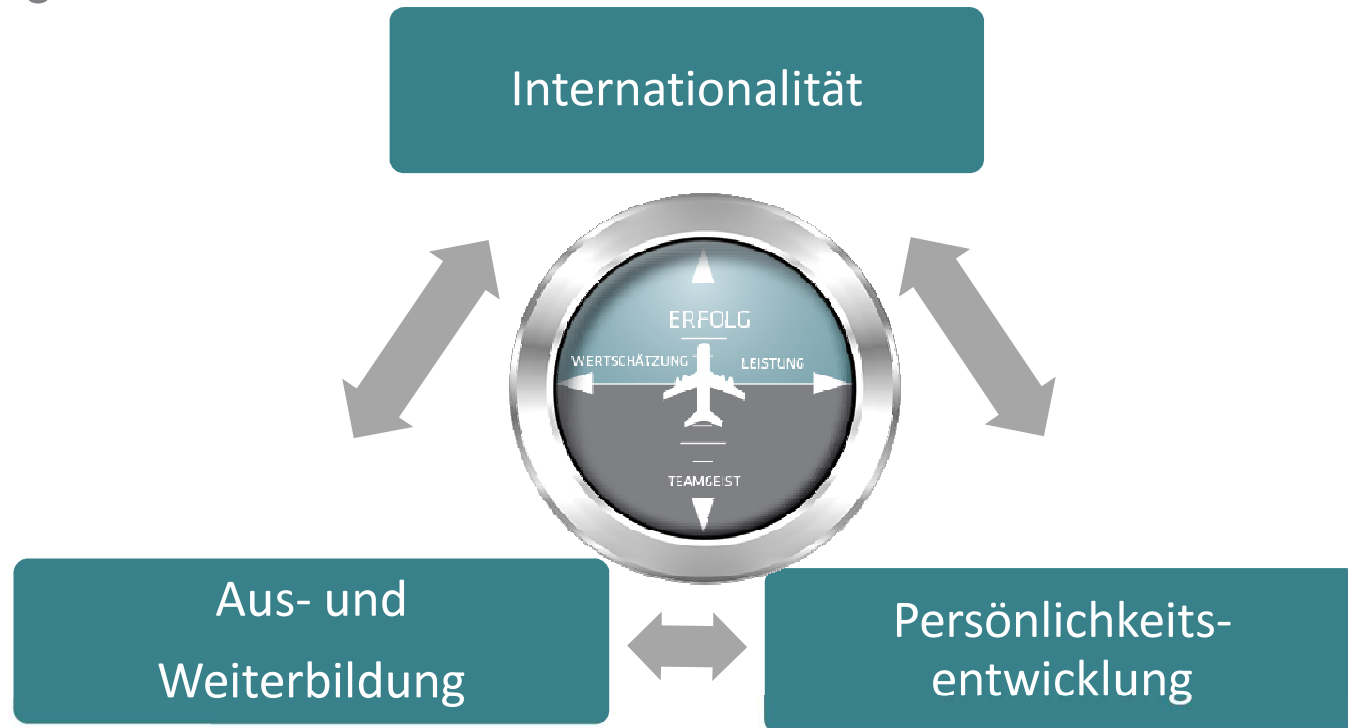 Internationalität
ERFOLG
WERTSCHÄTZUNG
LEISTUNG
TEAMGEIST
Aus- und
Weiterbildung
Persönlichkeits-
entwicklung